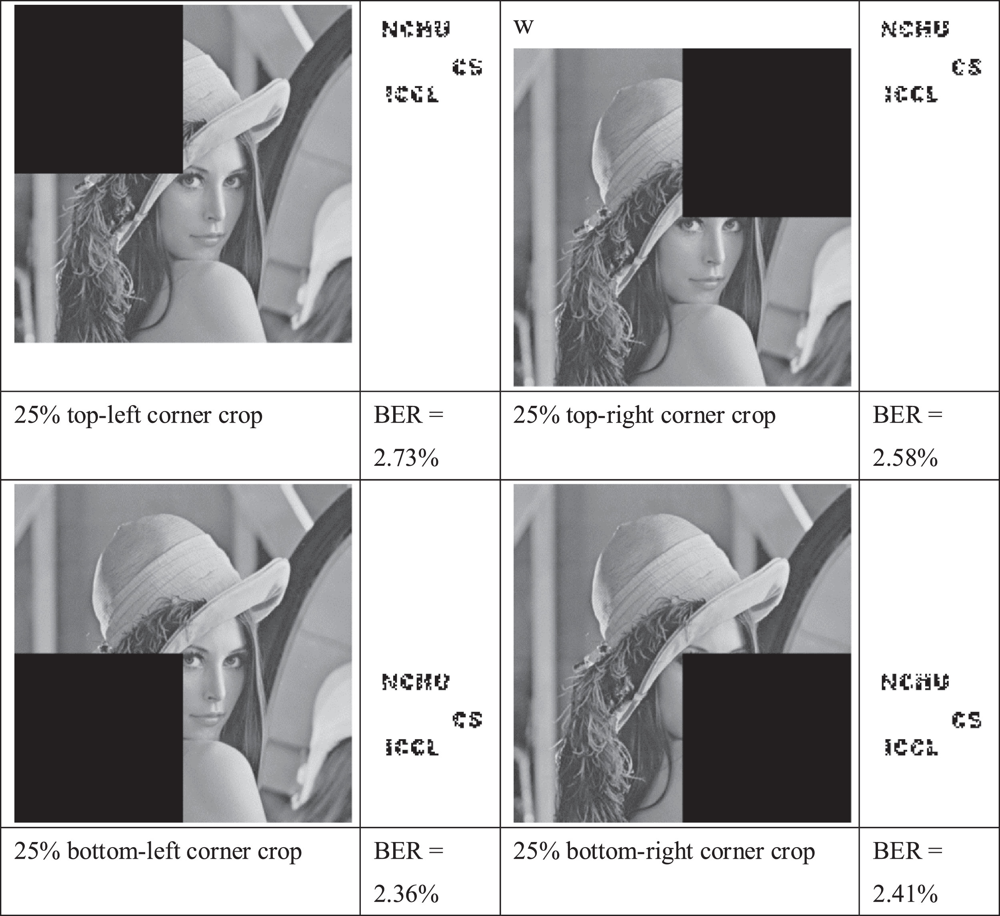 NCHU
CS
ICCL
w
NCHU
CS
ICCL
25% top-left corner crop
BER =
2.73%
25% top-right corner crop
BER =
2.58%
NCHU
CS
ICCL
NCHU
CS
ICCL
25% bottom-left corner crop
BER =
2.36%
25% bottom-right corner crop
BER =
2.41%